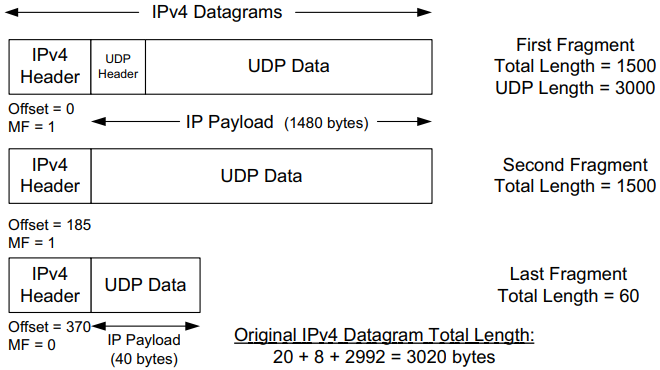 IPv4 Datagrams
IPv4
Header
UDP
Header
UDP Data
First Fragment
Total Length = 1500
UDP Length = 3000
Offset = 0
MF = 1
IP Payload (1480 bytes)
IPv4
Header
UDP Data
Second Fragment
Total Length = 1500
Offset = 185
MF = 1
IPv4
Header
UDP Data
Last Fragment
Total Length = 60
Offset = 370
MF = 0
IP Payload
(40 bytes)
Original IPv4 Datagram Total Length:
20 + 8 + 2992 = 3020 bytes